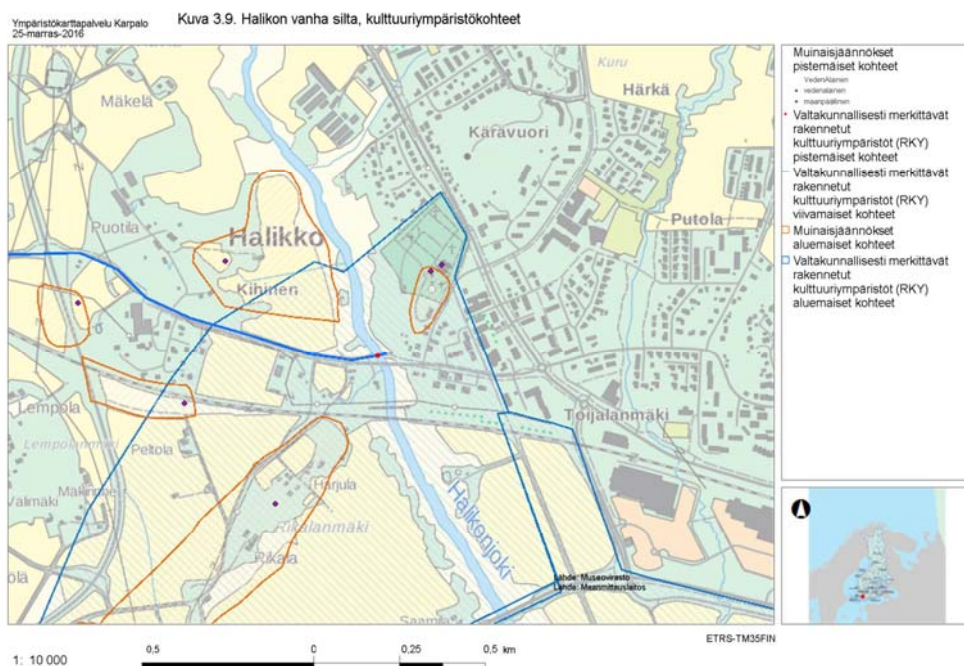 Ympäristökarttapalvelu Karpalo
25-marras-2016
Kuva 3.9. Halikon vanha silta, kulttuuriympäristökohteet
Mäkelä
Kuru
Härkä
Käravuori
Puotila
Halikko
Putola
Kihinen
Lempola
Toijalanmäki
Lempolanmäki
Peltola
Välimäki
Harjula
Rikalanmäki
Rikala
Halikonjoki
Lähde: Museovirasto
Lähde: Maanmittauslaitos
Muinaisjäännökset
pistemäiset kohteet
VedenAlainen
vedenalainen
maanpäällinen
Valtakunnallisesti merkittävät
rakennetut
kulttuuriympäristöt (RKY)
pistemäiset kohteet
Valtakunnallisesti merkittävät
rakennetut
kulttuuriympäristöt (RKY)
viivamaiset kohteet
Muinaisjäännökset
aluemaiset kohteet
Valtakunnallisesti merkittävät
rakennetut
kulttuuriympäristöt (RKY)
aluemaiset kohteet
ETRS-TM35FIN
1: 10 000
0,5 0 0,25 0,5 km